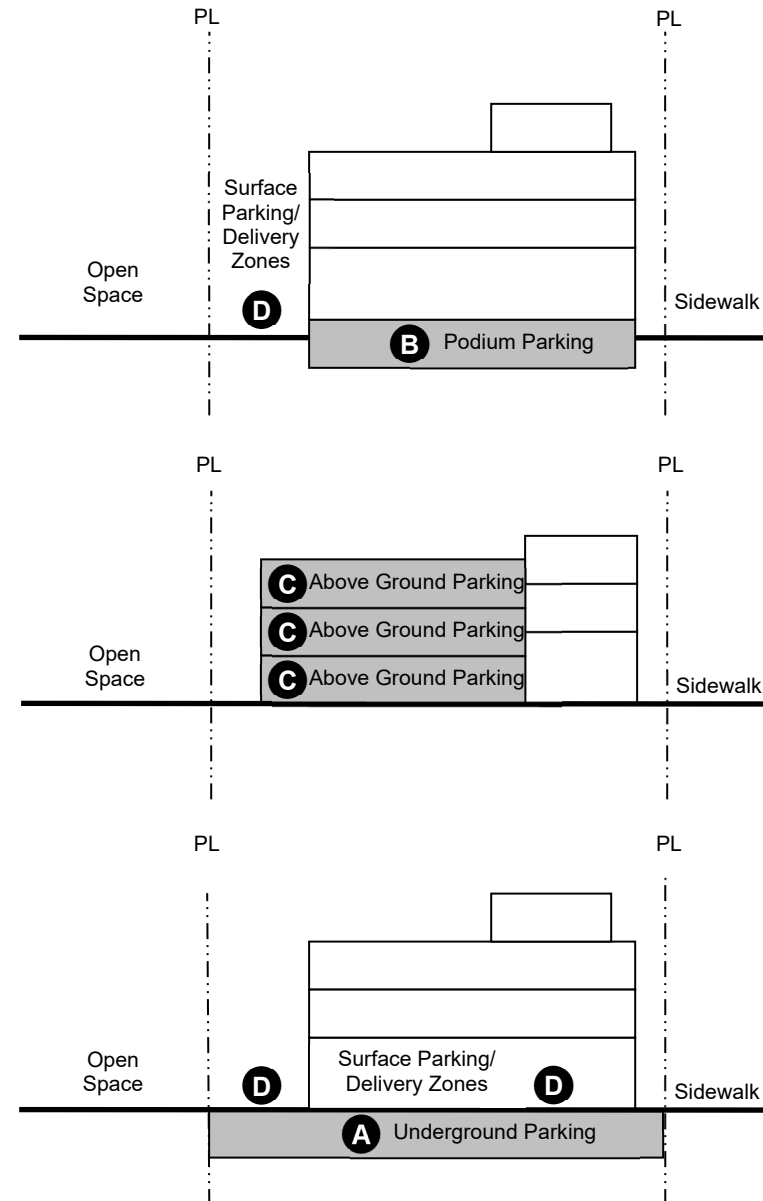 PL
PL
Surface
Parking/
Delivery
Zones
Open
Space
D
Sidewalk
B Podium Parking
PL
PL
C Above Ground Parking
C Above Ground Parking
C Above Ground Parking
Open
Space
Sidewalk
PL
PL
Open
Space
D
Surface Parking/
Delivery Zones
D
Sidewalk
A Underground Parking